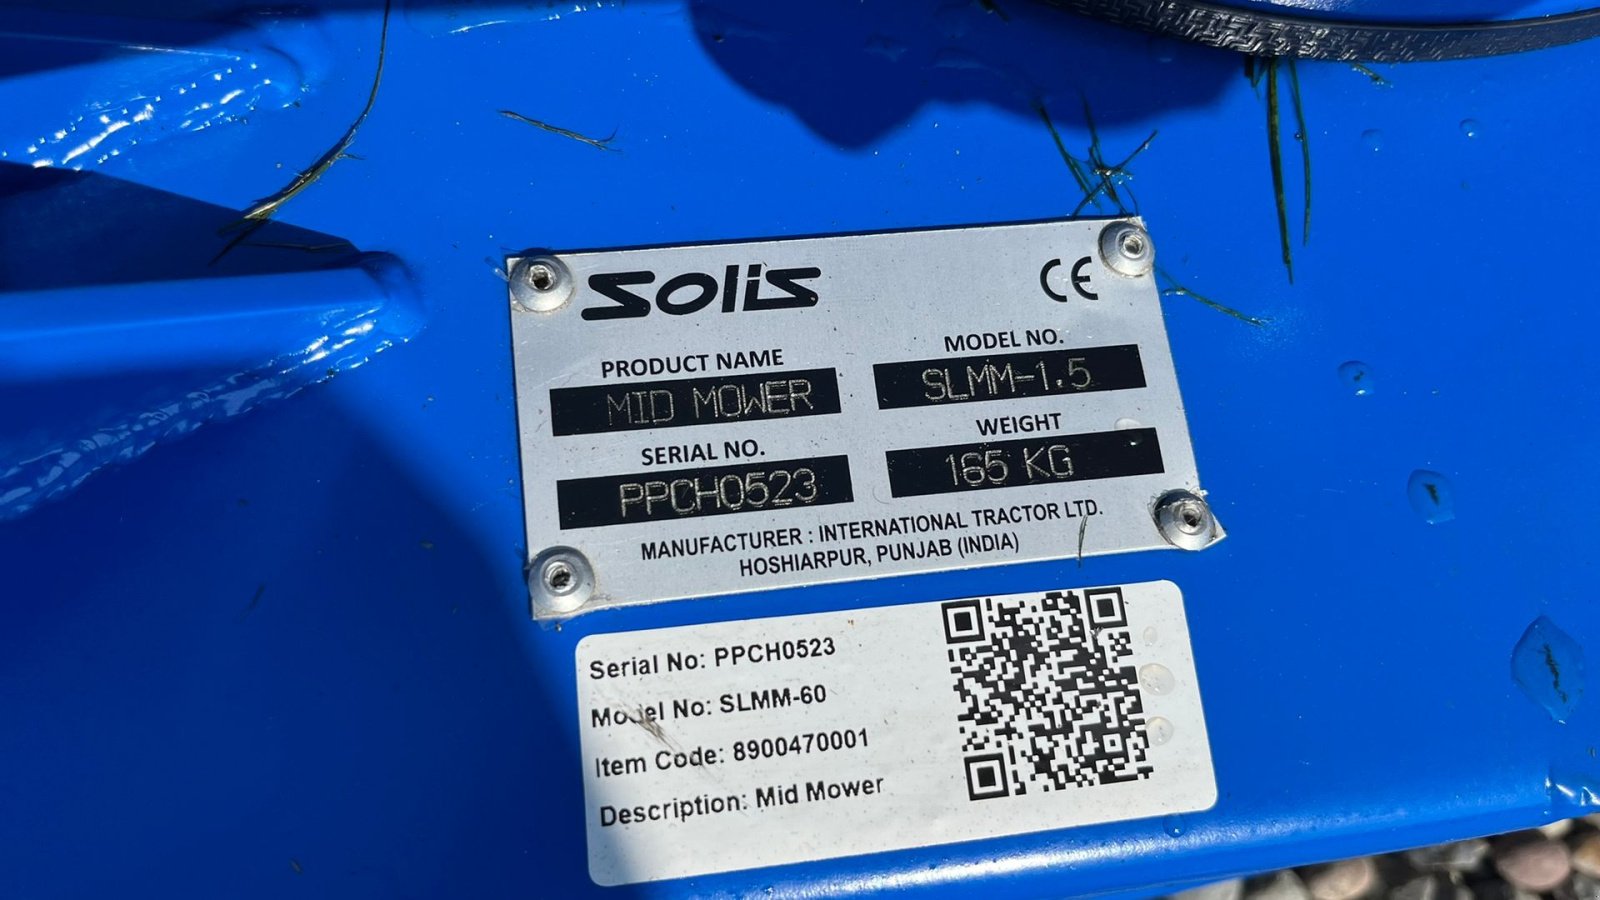 Solis CE
PRODUCT NAME MODEL NO.
MID MOWER SLMM-1.5
SERIAL NO. WEIGHT
PPCH0523 165 KG
MANUFACTURER : INTERNATIONAL TRACTOR LTD.
HOSHIARPUR, PUNJAB (INDIA)
Serial No: PPCH0523
Model No: SLMM-60
Item Code: 8900470001
Description: Mid Mower